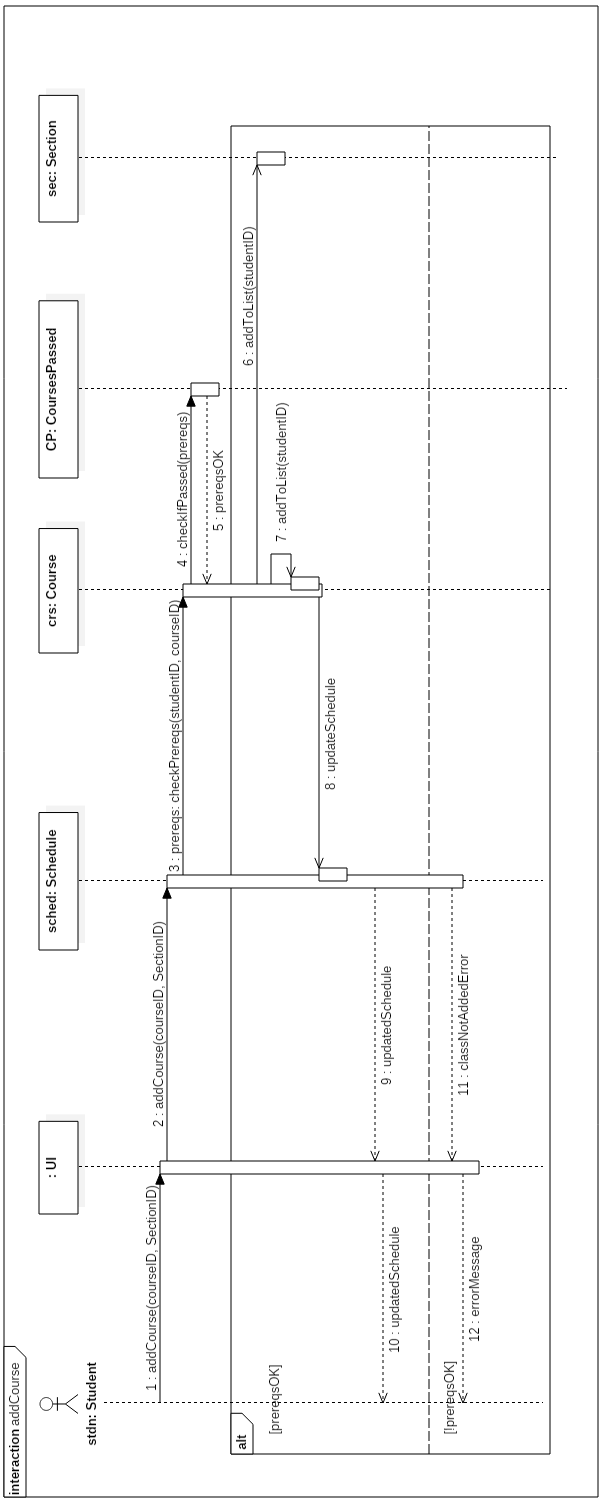 interaction addCourse
stdn: Student
: UI
sched: Schedule
crs: Course
CP: CoursesPassed
sec: Section
1 : addCourse(courseID, SectionID)
2 : addCourse(courseID, SectionID)
3 : prereqs: checkPrereqs(studentID, courseID)
4 : checkIfPassed(prereqs)
5 : prereqsOK
alt
[prereqsOK]
6 : addToList(studentID)
7 : addToList(studentID)
8 : updateSchedule
9 : updatedSchedule
10 : updatedSchedule
[!prereqsOK]
11 : classNotAddedError
12 : errorMessage